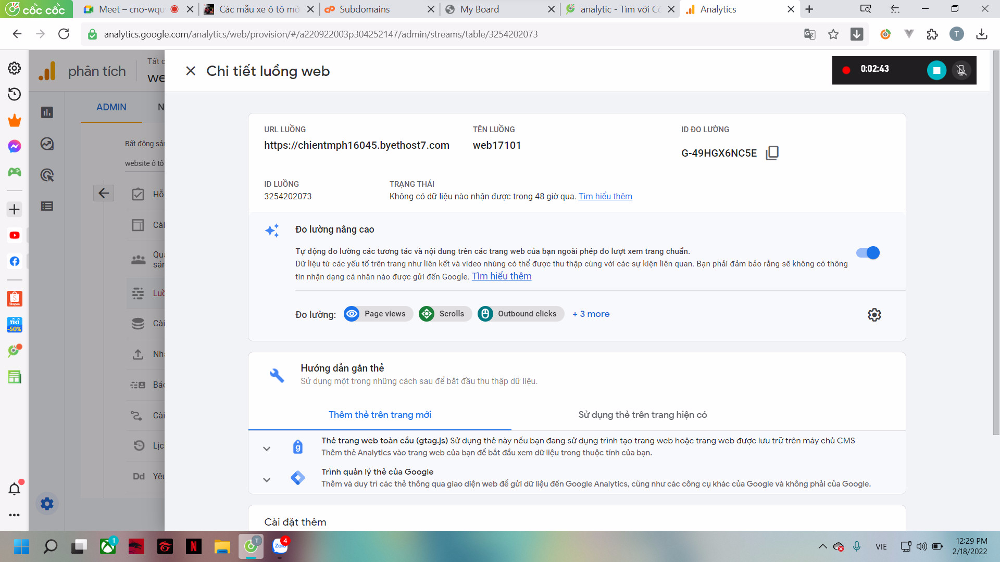 cốc cốc
Meet – cno-wqu
Các mẫu xe ô tô mớ
Subdomains
My Board
analytic - Tìm với Cố
Analytics
analytics.google.com/analytics/web/provision/#/a220922003p304252147/admin/streams/table/3254202073
T
phân tích
Tất c
we
Chi tiết luồng web
0:02:43
ADMIN
N
Bất động sản
website ô tô
Hỗ
Cài
Quả
sản
Luồ
Cài
Nhậ
Báo
Cài
Lịc
Dd
Yêu
URL LUỒNG
TÊN LUỒNG
ID ĐO LƯỜNG
https://chientmph16045.byethost7.com
web17101
G-49HGX6NC5E
ID LUỒNG
TRẠNG THÁI
3254202073
Không có dữ liệu nào nhận được trong 48 giờ qua. Tìm hiểu thêm
Đo lường nâng cao
Tự động đo lường các tương tác và nội dung trên các trang web của bạn ngoài phép đo lượt xem trang chuẩn.
Dữ liệu từ các yếu tố trên trang như liên kết và video nhúng có thể được thu thập cùng với các sự kiện liên quan. Bạn phải đảm bảo rằng sẽ không có thông
tin nhận dạng cá nhân nào được gửi đến Google. Tìm hiểu thêm
Đo lường: Page views Scrolls Outbound clicks + 3 more
Hướng dẫn gắn thẻ
Sử dụng một trong những cách sau để bắt đầu thu thập dữ liệu.
Thêm thẻ trên trang mới
Sử dụng thẻ trên trang hiện có
Thẻ trang web toàn cầu (gtag.js) Sử dụng thẻ này nếu bạn đang sử dụng trình tạo trang web hoặc trang web được lưu trữ trên máy chủ CMS
Thêm thẻ Analytics vào trang web của bạn để bắt đầu xem dữ liệu trong thuộc tính của bạn.
Trình quản lý thẻ của Google
Thêm và duy trì các thẻ thông qua giao diện web để gửi dữ liệu đến Google Analytics, cũng như các công cụ khác của Google và không phải của Google.
Cài đặt thêm
Shopee
TIKI
-50%
1
N
T
Zalo
4
VIE
12:29 PM
2/18/2022